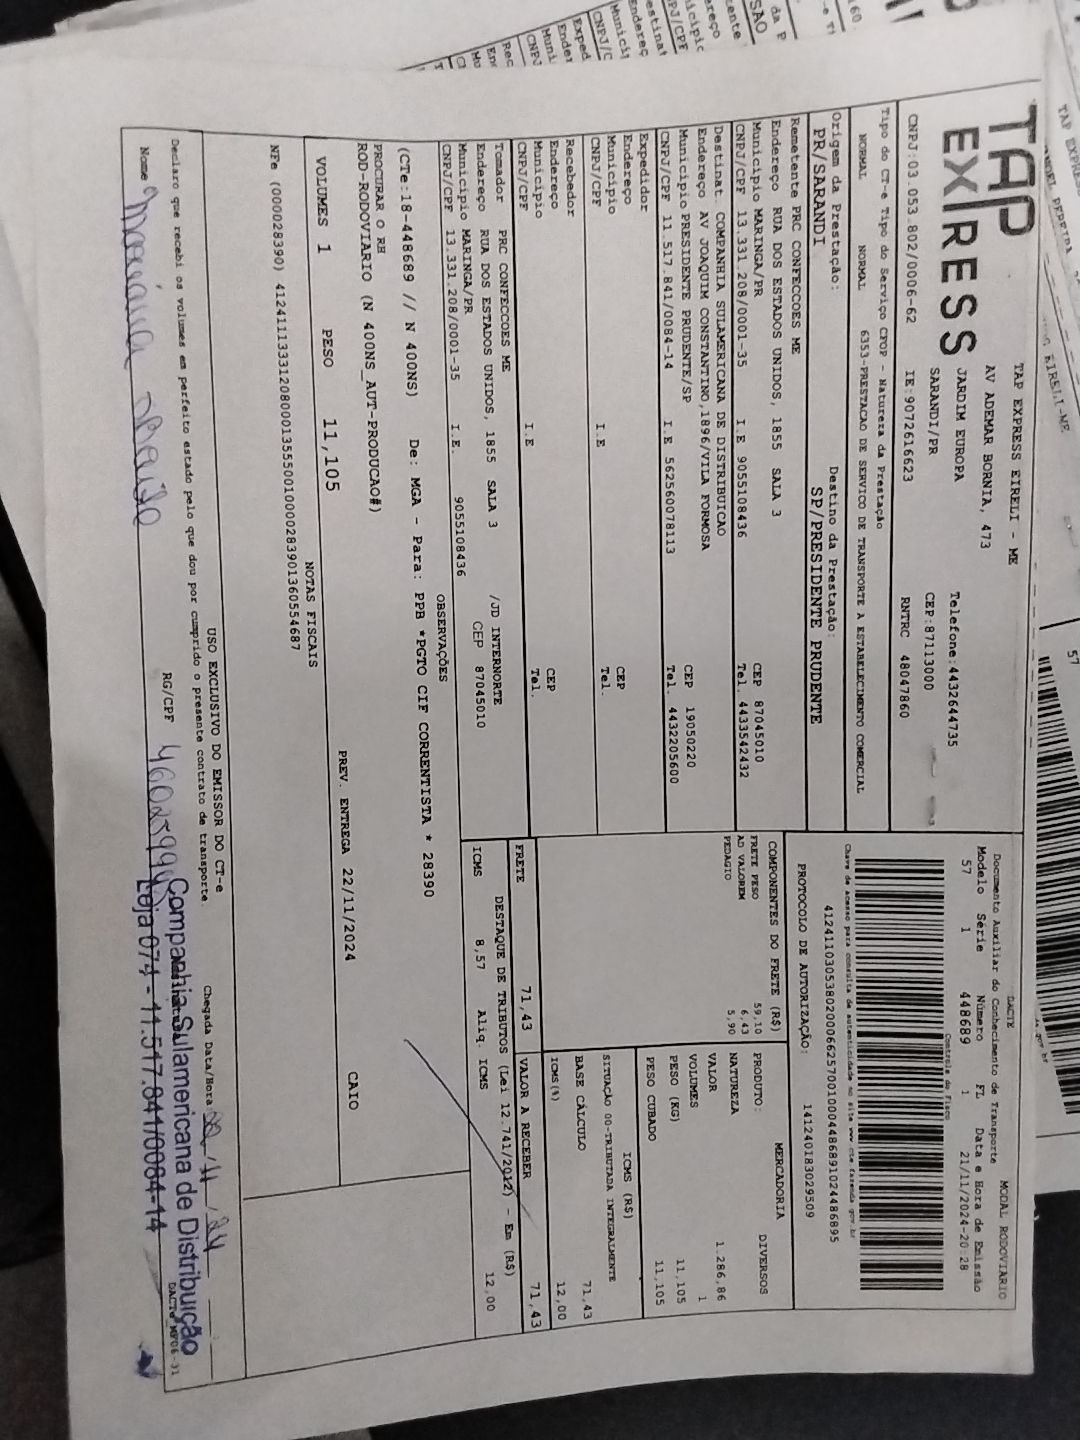 TAP EXPRESS
TAP EXPRESS EIRELI - ME
AV ADEMAR BORNIA, 473
JARDIM EUROPA
SARANDI/PR
Telefone:4432644735
CEP:87113000
CNPJ:03.053.802/0006-62 IE:9072616623 RNTRC 48047860
Tipo do CT-e Tipo do Serviço CFOP - Natureza da Prestação
NORMAL NORMAL 6353-PRESTACAO DE SERVICO DE TRANSPORTE A ESTABELECIMENTO COMERCIAL
Origem da Prestação: Destino da Prestação:
PR/SARANDI SP/PRESIDENTE PRUDENTE
DACTE MODAL RODOVIARIO
Documento Auxiliar do Conhecimento de Transporte
Modelo Série Número FL Data e Hora de Emissão
57 1 448689 1 21/11/2024-20:28
Controle do Fisco
Chave de acesso para consulta de autenticidade no site www.cte.fazenda.gov.br
41241103053802000662570010004486891024486895
PROTOCOLO DE AUTORIZAÇÃO: 141240183029509
Remetente PRC CONFECCOES ME
Endereço RUA DOS ESTADOS UNIDOS, 1855 SALA 3
Município MARINGA/PR CEP 87045010
CNPJ/CPF 13.331.208/0001-35 I.E 9055108436 Tel. 4433542432
Destinat. COMPANHIA SULAMERICANA DE DISTRIBUICAO
Endereço AV JOAQUIM CONSTANTINO,1896/VILA FORMOSA
Município PRESIDENTE PRUDENTE/SP CEP 19050220
CNPJ/CPF 11.517.841/0084-14 I.E 562560078113 Tel. 4432205600
Expedidor
Endereço
Município CEP
CNPJ/CPF I.E Tel.
Recebedor
Endereço
Município CEP
CNPJ/CPF I.E Tel.
Tomador PRC CONFECCOES ME
Endereço RUA DOS ESTADOS UNIDOS, 1855 SALA 3 /JD INTERNORTE
Município MARINGA/PR CEP 87045010
CNPJ/CPF 13.331.208/0001-35 I.E. 9055108436
COMPONENTES DO FRETE (R$)
FRETE PESO 59,10
AD VALOREM 6,43
PEDAGIO 5,90
PRODUTO: MERCADORIA
NATUREZA DIVERSOS
VALOR 1.286,86
VOLUMES 1
PESO (KG) 11,105
PESO CUBADO 11,105
ICMS (R$)
SITUAÇÃO 00-TRIBUTADA INTEGRALMENTE
BASE CÁLCULO 71,43
ICMS(%) 12,00
FRETE 71,43 VALOR A RECEBER 71,43
DESTAQUE DE TRIBUTOS (Lei 12.741/2012) - Em (R$)
ICMS 8,57 Aliq. ICMS 12,00
OBSERVAÇÕES
(CTe:18-448689 // N 400NS) De: MGA - Para: PPB *PGTO CIF CORRENTISTA * 28390
PROCURAR O RH
ROD-RODOVIARIO (N 400NS_AUT-PRODUCAO#)
VOLUMES 1 PESO 11,105 PREV. ENTREGA 22/11/2024 CAIO
NOTAS FISCAIS
NFe (000028390) 41241113331208000135550010000283901360554687
USO EXCLUSIVO DO EMISSOR DO CT-e
Declaro que recebi os volumes em perfeito estado pelo que dou por cumprido o presente contrato de transporte.
Chegada Data/Hora 22/11/24
Nome
RG/CPF
Companhia Sulamericana de Distribuição
Loja 074 - 11.517.841/0084-14